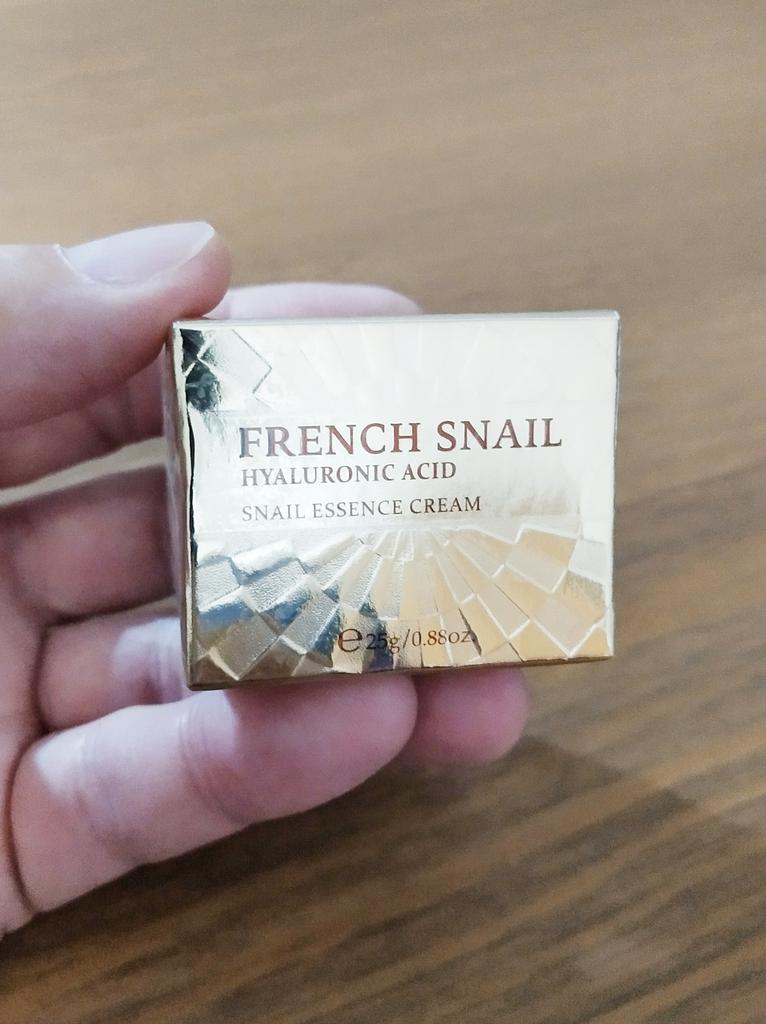 FRENCH SNAIL
HYALURONIC ACID
SNAIL ESSENCE CREAM
℮25g/0.88oz.